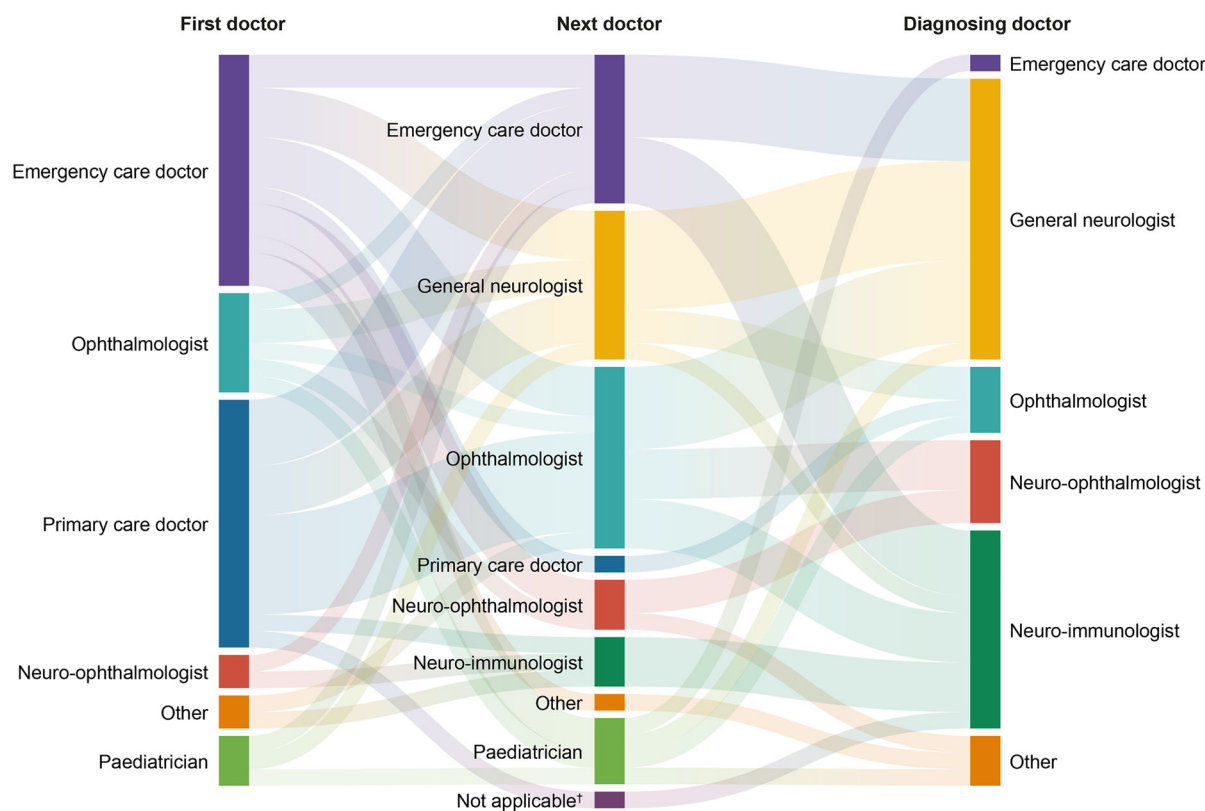 First doctor
Next doctor
Diagnosing doctor
Emergency care doctor
Ophthalmologist
Primary care doctor
Neuro-ophthalmologist
Other
Paediatrician
Emergency care doctor
General neurologist
Ophthalmologist
Primary care doctor
Neuro-ophthalmologist
Neuro-immunologist
Other
Paediatrician
Not applicable†
Emergency care doctor
General neurologist
Ophthalmologist
Neuro-ophthalmologist
Neuro-immunologist
Other